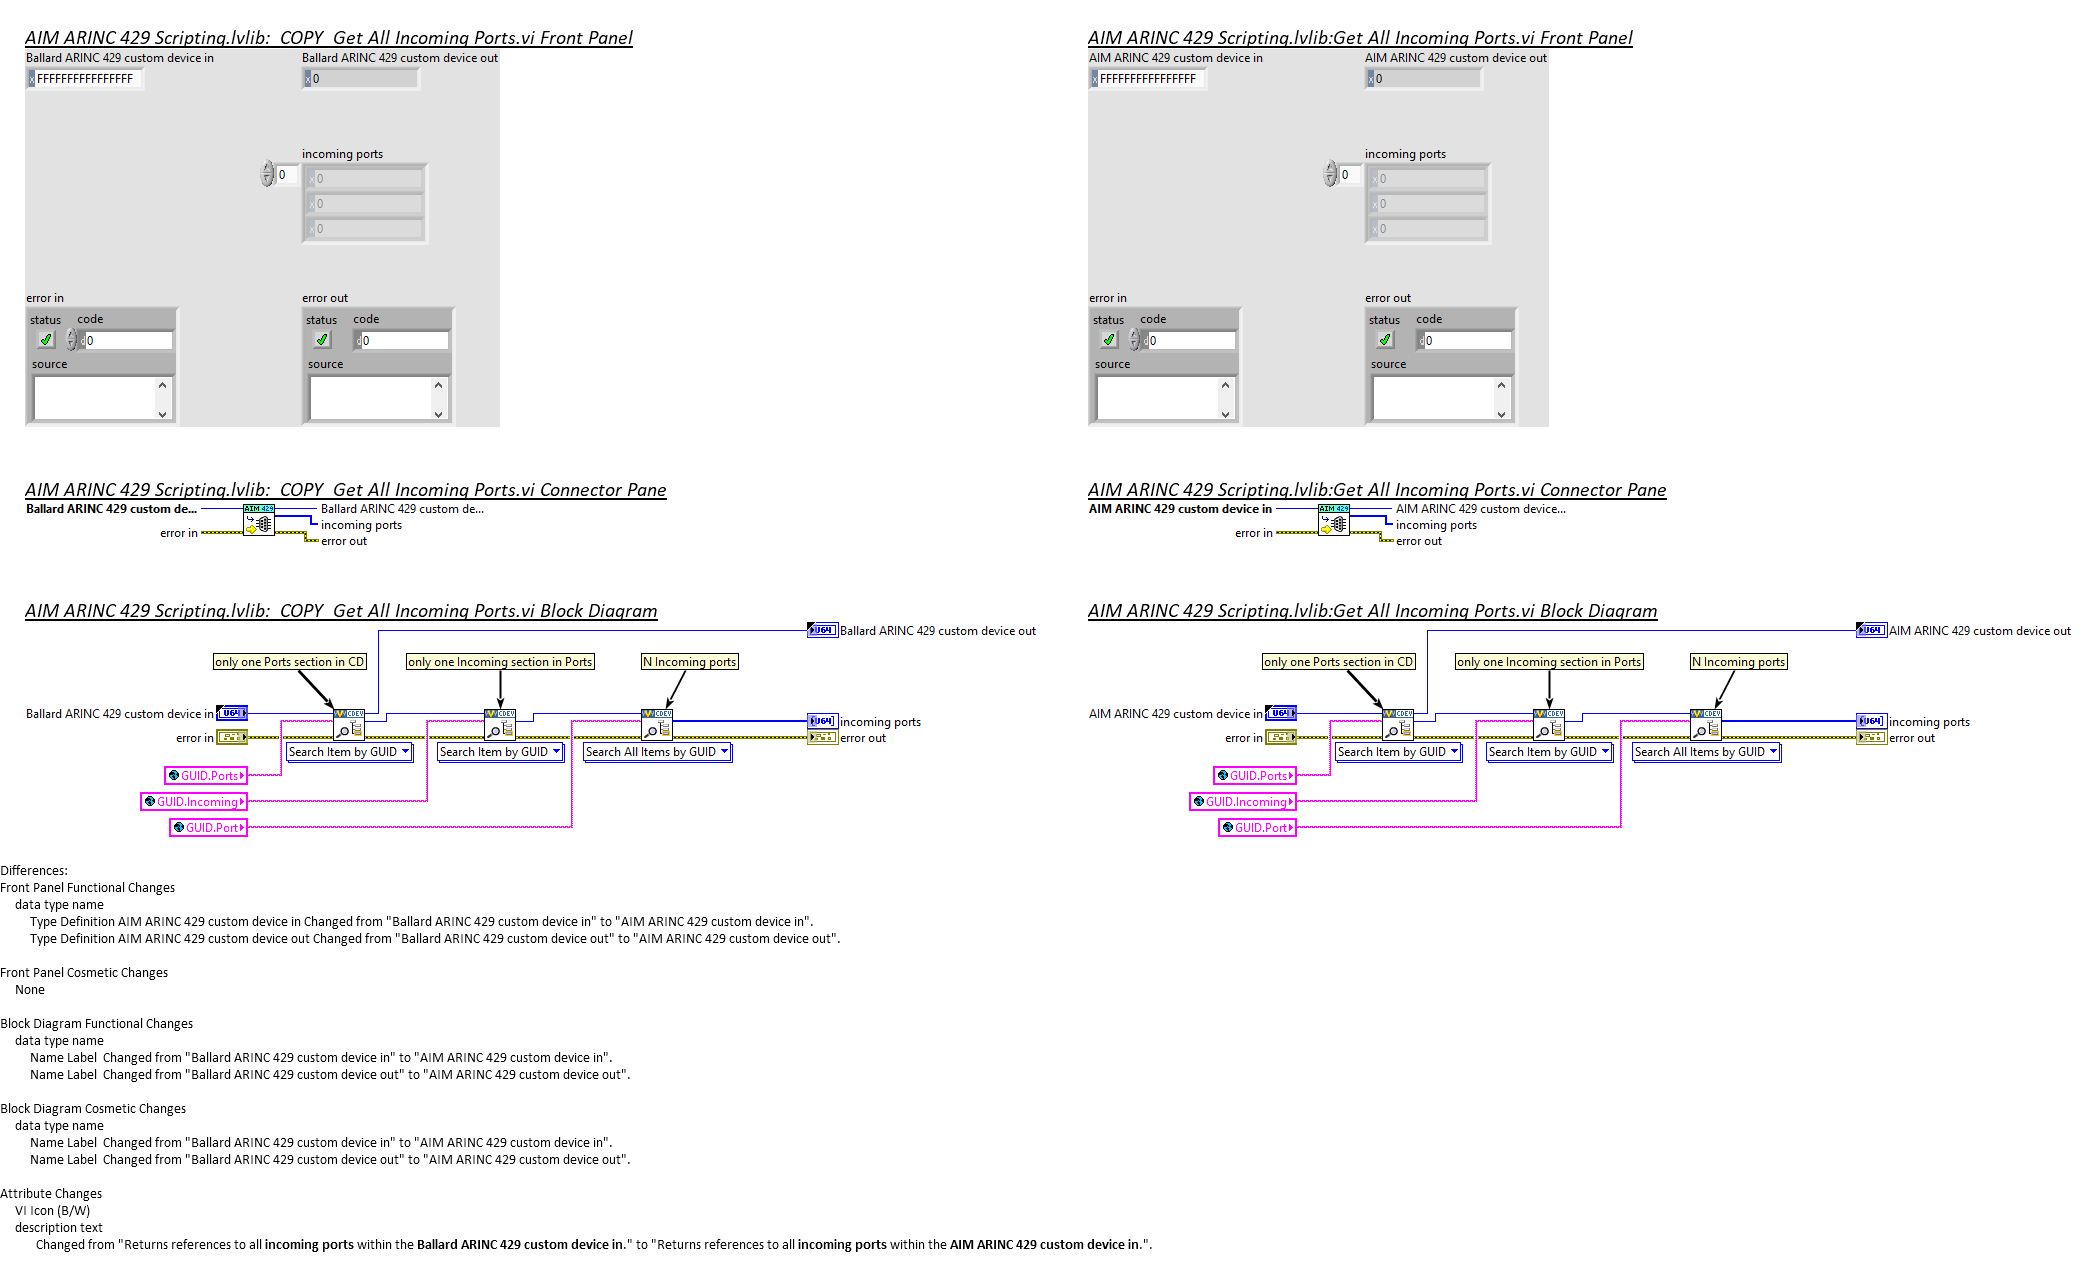 AIM ARINC 429 Scripting.lvlib:_COPY_Get All Incoming Ports.vi Front Panel
Ballard ARINC 429 custom device in
Ballard ARINC 429 custom device out
x FFFFFFFFFFFFFFFF
x 0
incoming ports
0
x 0
x 0
x 0
error in
error out
status code
status code
d 0
d 0
source
source
AIM ARINC 429 Scripting.lvlib:Get All Incoming Ports.vi Front Panel
AIM ARINC 429 custom device in
AIM ARINC 429 custom device out
x FFFFFFFFFFFFFFFF
x 0
incoming ports
0
x 0
x 0
x 0
error in
error out
status code
status code
d 0
d 0
source
source
AIM ARINC 429 Scripting.lvlib:_COPY_Get All Incoming Ports.vi Connector Pane
Ballard ARINC 429 custom de...
AIM 429
Ballard ARINC 429 custom de...
incoming ports
error in
error out
AIM ARINC 429 Scripting.lvlib:Get All Incoming Ports.vi Connector Pane
AIM ARINC 429 custom device in
AIM 429
AIM ARINC 429 custom device...
incoming ports
error in
error out
AIM ARINC 429 Scripting.lvlib:_COPY_Get All Incoming Ports.vi Block Diagram
U64
Ballard ARINC 429 custom device out
only one Ports section in CD
only one Incoming section in Ports
N Incoming ports
Ballard ARINC 429 custom device in
U64
CDEV
CDEV
CDEV
U64
incoming ports
error in
error out
Search Item by GUID
Search Item by GUID
Search All Items by GUID
GUID.Ports
GUID.Incoming
GUID.Port
AIM ARINC 429 Scripting.lvlib:Get All Incoming Ports.vi Block Diagram
U64
AIM ARINC 429 custom device out
only one Ports section in CD
only one Incoming section in Ports
N Incoming ports
AIM ARINC 429 custom device in
U64
CDEV
CDEV
CDEV
U64
incoming ports
error in
error out
Search Item by GUID
Search Item by GUID
Search All Items by GUID
GUID.Ports
GUID.Incoming
GUID.Port
Differences:
Front Panel Functional Changes
data type name
Type Definition AIM ARINC 429 custom device in Changed from "Ballard ARINC 429 custom device in" to "AIM ARINC 429 custom device in".
Type Definition AIM ARINC 429 custom device out Changed from "Ballard ARINC 429 custom device out" to "AIM ARINC 429 custom device out".
Front Panel Cosmetic Changes
None
Block Diagram Functional Changes
data type name
Name Label Changed from "Ballard ARINC 429 custom device in" to "AIM ARINC 429 custom device in".
Name Label Changed from "Ballard ARINC 429 custom device out" to "AIM ARINC 429 custom device out".
Block Diagram Cosmetic Changes
data type name
Name Label Changed from "Ballard ARINC 429 custom device in" to "AIM ARINC 429 custom device in".
Name Label Changed from "Ballard ARINC 429 custom device out" to "AIM ARINC 429 custom device out".
Attribute Changes
VI Icon (B/W)
description text
Changed from "Returns references to all incoming ports within the Ballard ARINC 429 custom device in." to "Returns references to all incoming ports within the AIM ARINC 429 custom device in.".